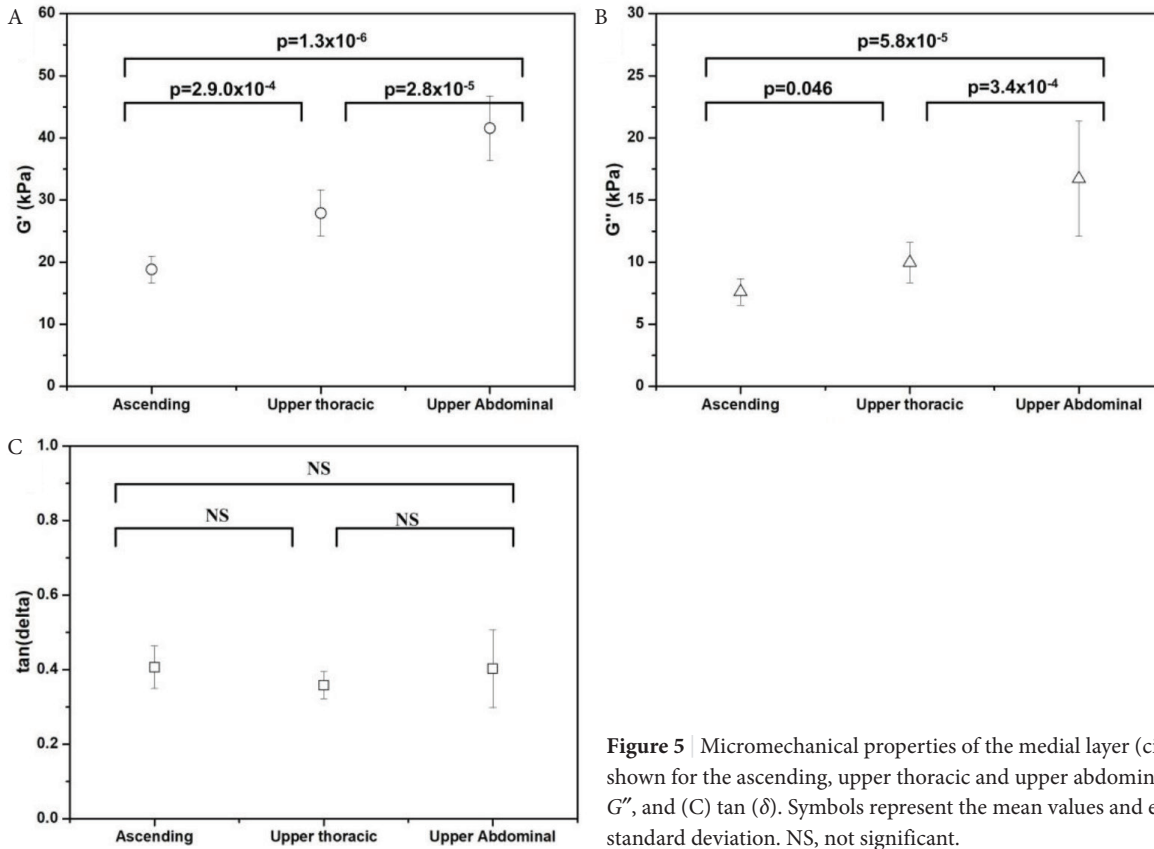 A
60
50
40
30
20
10
0
G' (kPa)
p=1.3x10-6
p=2.9.0x10-4
p=2.8x10-5
Ascending
Upper thoracic
Upper Abdominal
B
30
25
20
15
10
5
0
G'' (kPa)
p=5.8x10-5
p=0.046
p=3.4x10-4
Ascending
Upper thoracic
Upper Abdominal
C
1.0
0.8
0.6
0.4
0.2
0.0
tan(delta)
NS
NS
NS
Ascending
Upper thoracic
Upper Abdominal
Figure 5 | Micromechanical properties of the medial layer
shown for the ascending, upper thoracic and upper
G″, and (C) tan (δ). Symbols represent the mean values and
standard deviation. NS, not significant.